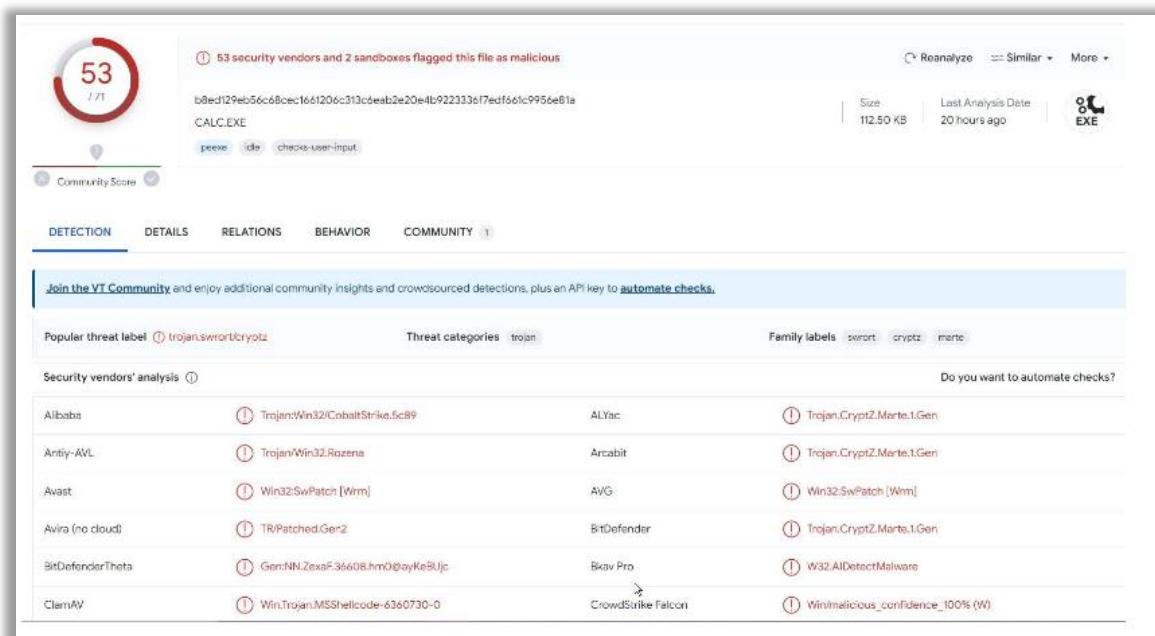 53
/ 71
Community Score
53 security vendors and 2 sandboxes flagged this file as malicious
Reanalyze Similar More
b8ed129eb56c68cec1661206c313c6eab2e20e4b9223336f7edf661c9956e81a
CALC.EXE
peexe idle checks-user-input
Size
112.50 KB
Last Analysis Date
20 hours ago
EXE
DETECTION DETAILS RELATIONS BEHAVIOR COMMUNITY 1
Join the VT Community and enjoy additional community insights and crowdsourced detections, plus an API key to automate checks.
Popular threat label trojan.swrort/cryptz Threat categories trojan Family labels swrort cryptz marte
Security vendors' analysis Do you want to automate checks?
Alibaba Trojan:Win32/CobaltStrike.5c89 ALYac Trojan.CryptZ.Marte.1.Gen
Antiy-AVL Trojan/Win32.Rozena Arcabit Trojan.CryptZ.Marte.1.Gen
Avast Win32:SwPatch [Wrm] AVG Win32:SwPatch [Wrm]
Avira (no cloud) TR/Patched.Gen2 BitDefender Trojan.CryptZ.Marte.1.Gen
BitDefenderTheta Gen:NN.ZexaF.36608.hm0@ayKeBUjc Bkav Pro W32.AIDetectMalware
ClamAV Win.Trojan.MSShellcode-6360730-0 CrowdStrike Falcon Win/malicious_confidence_100% (W)